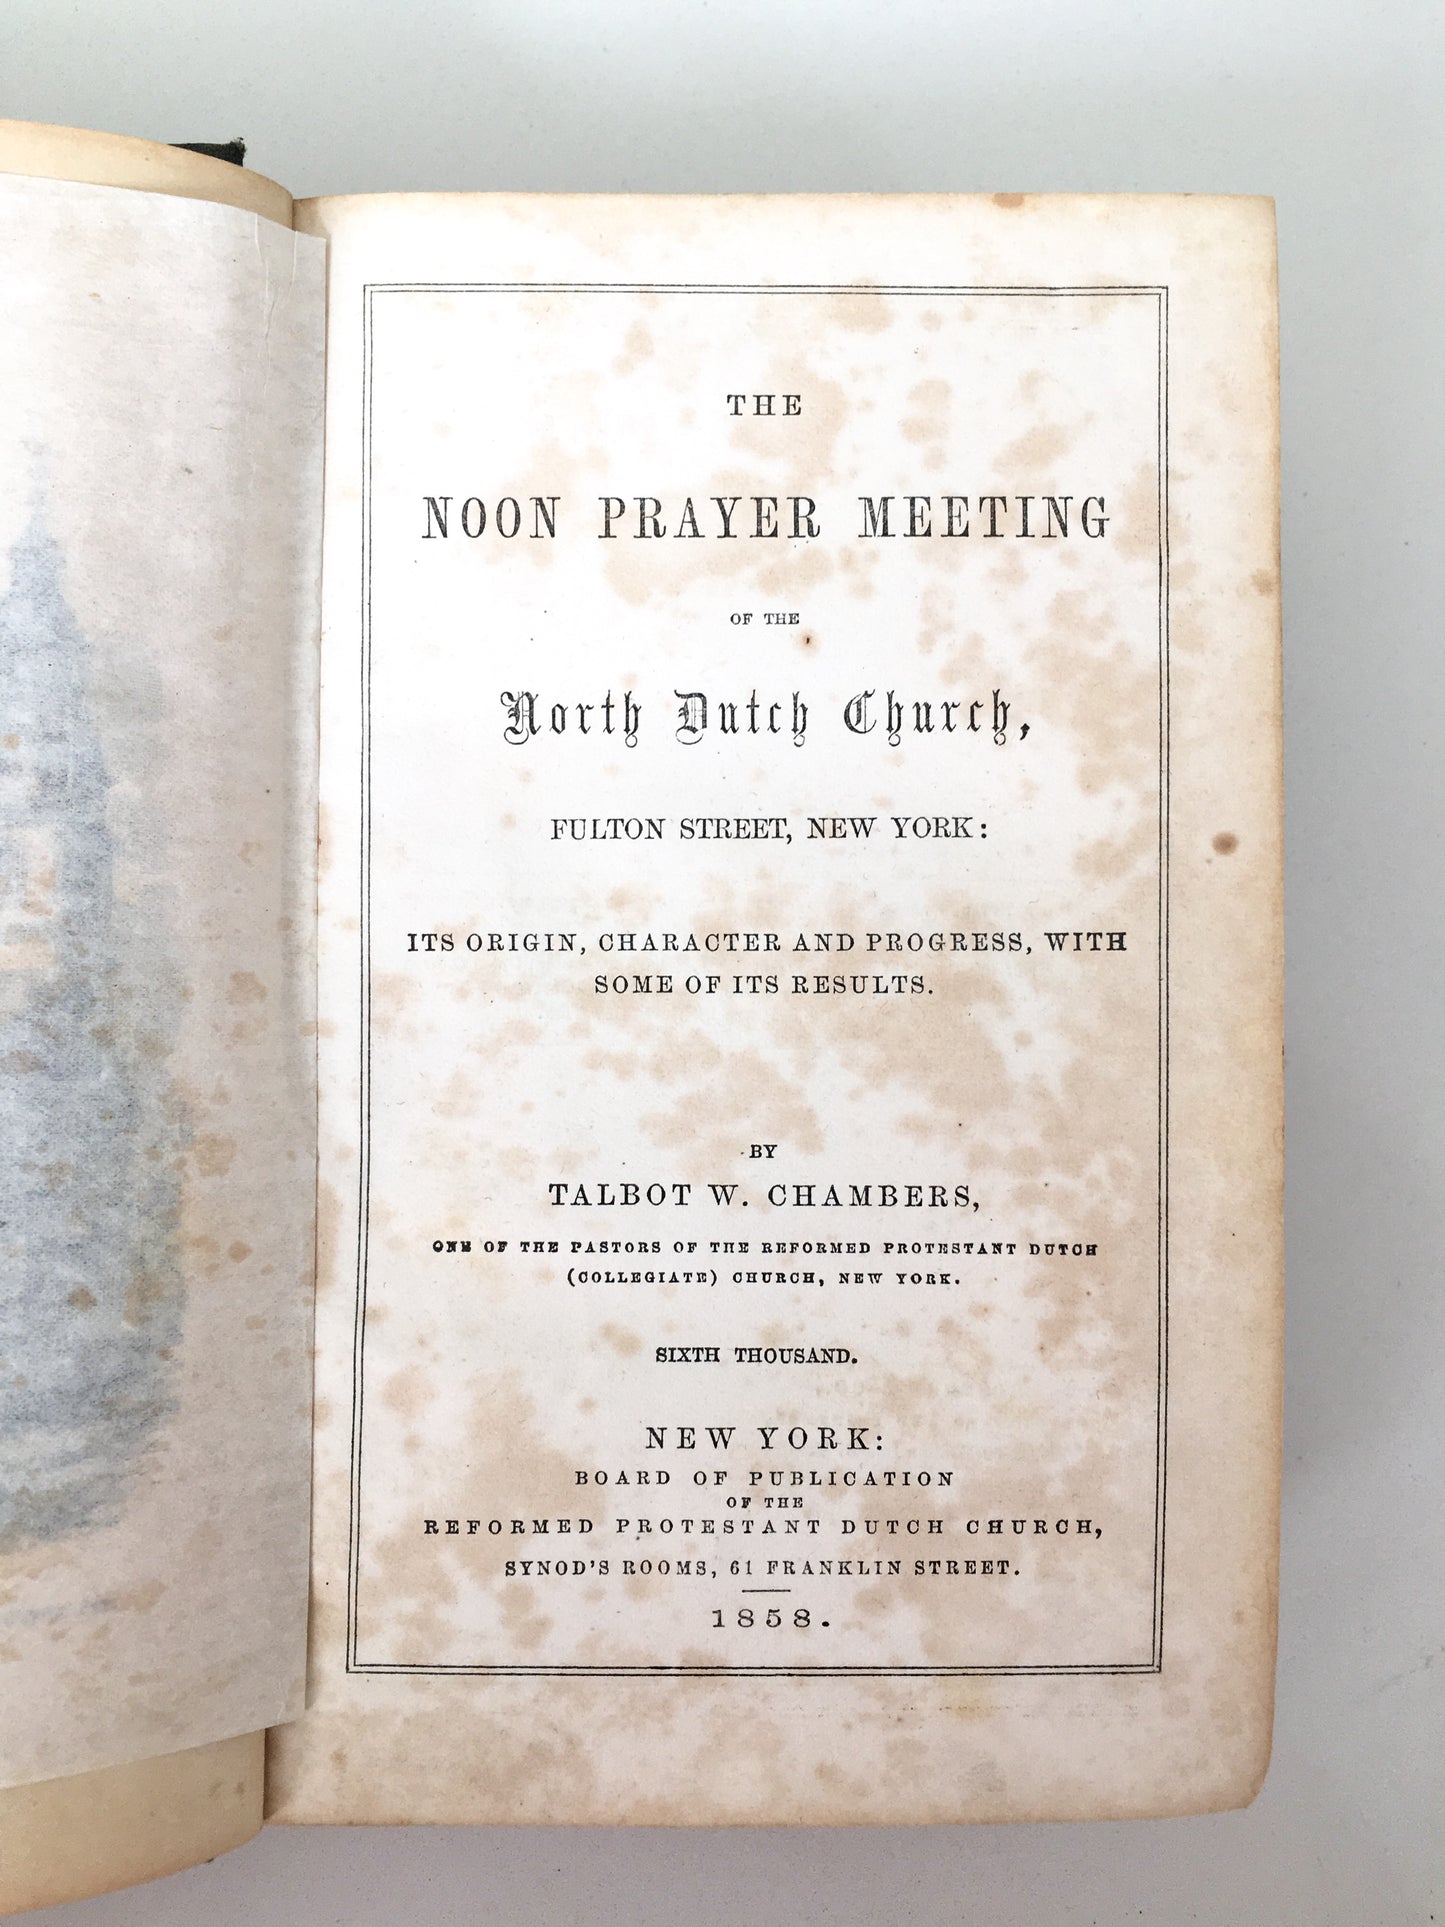 THE
NOON PRAYER MEETING
OF THE
North Dutch Church,
FULTON STREET, NEW YORK:
ITS ORIGIN, CHARACTER AND PROGRESS, WITH
SOME OF ITS RESULTS.
BY
TALBOT W. CHAMBERS,
ONE OF THE PASTORS OF THE REFORMED PROTESTANT DUTCH
(COLLEGIATE) CHURCH, NEW YORK.
SIXTH THOUSAND.
NEW YORK:
BOARD OF PUBLICATION
OF THE
REFORMED PROTESTANT DUTCH CHURCH,
SYNOD'S ROOMS, 61 FRANKLIN STREET.
1858.